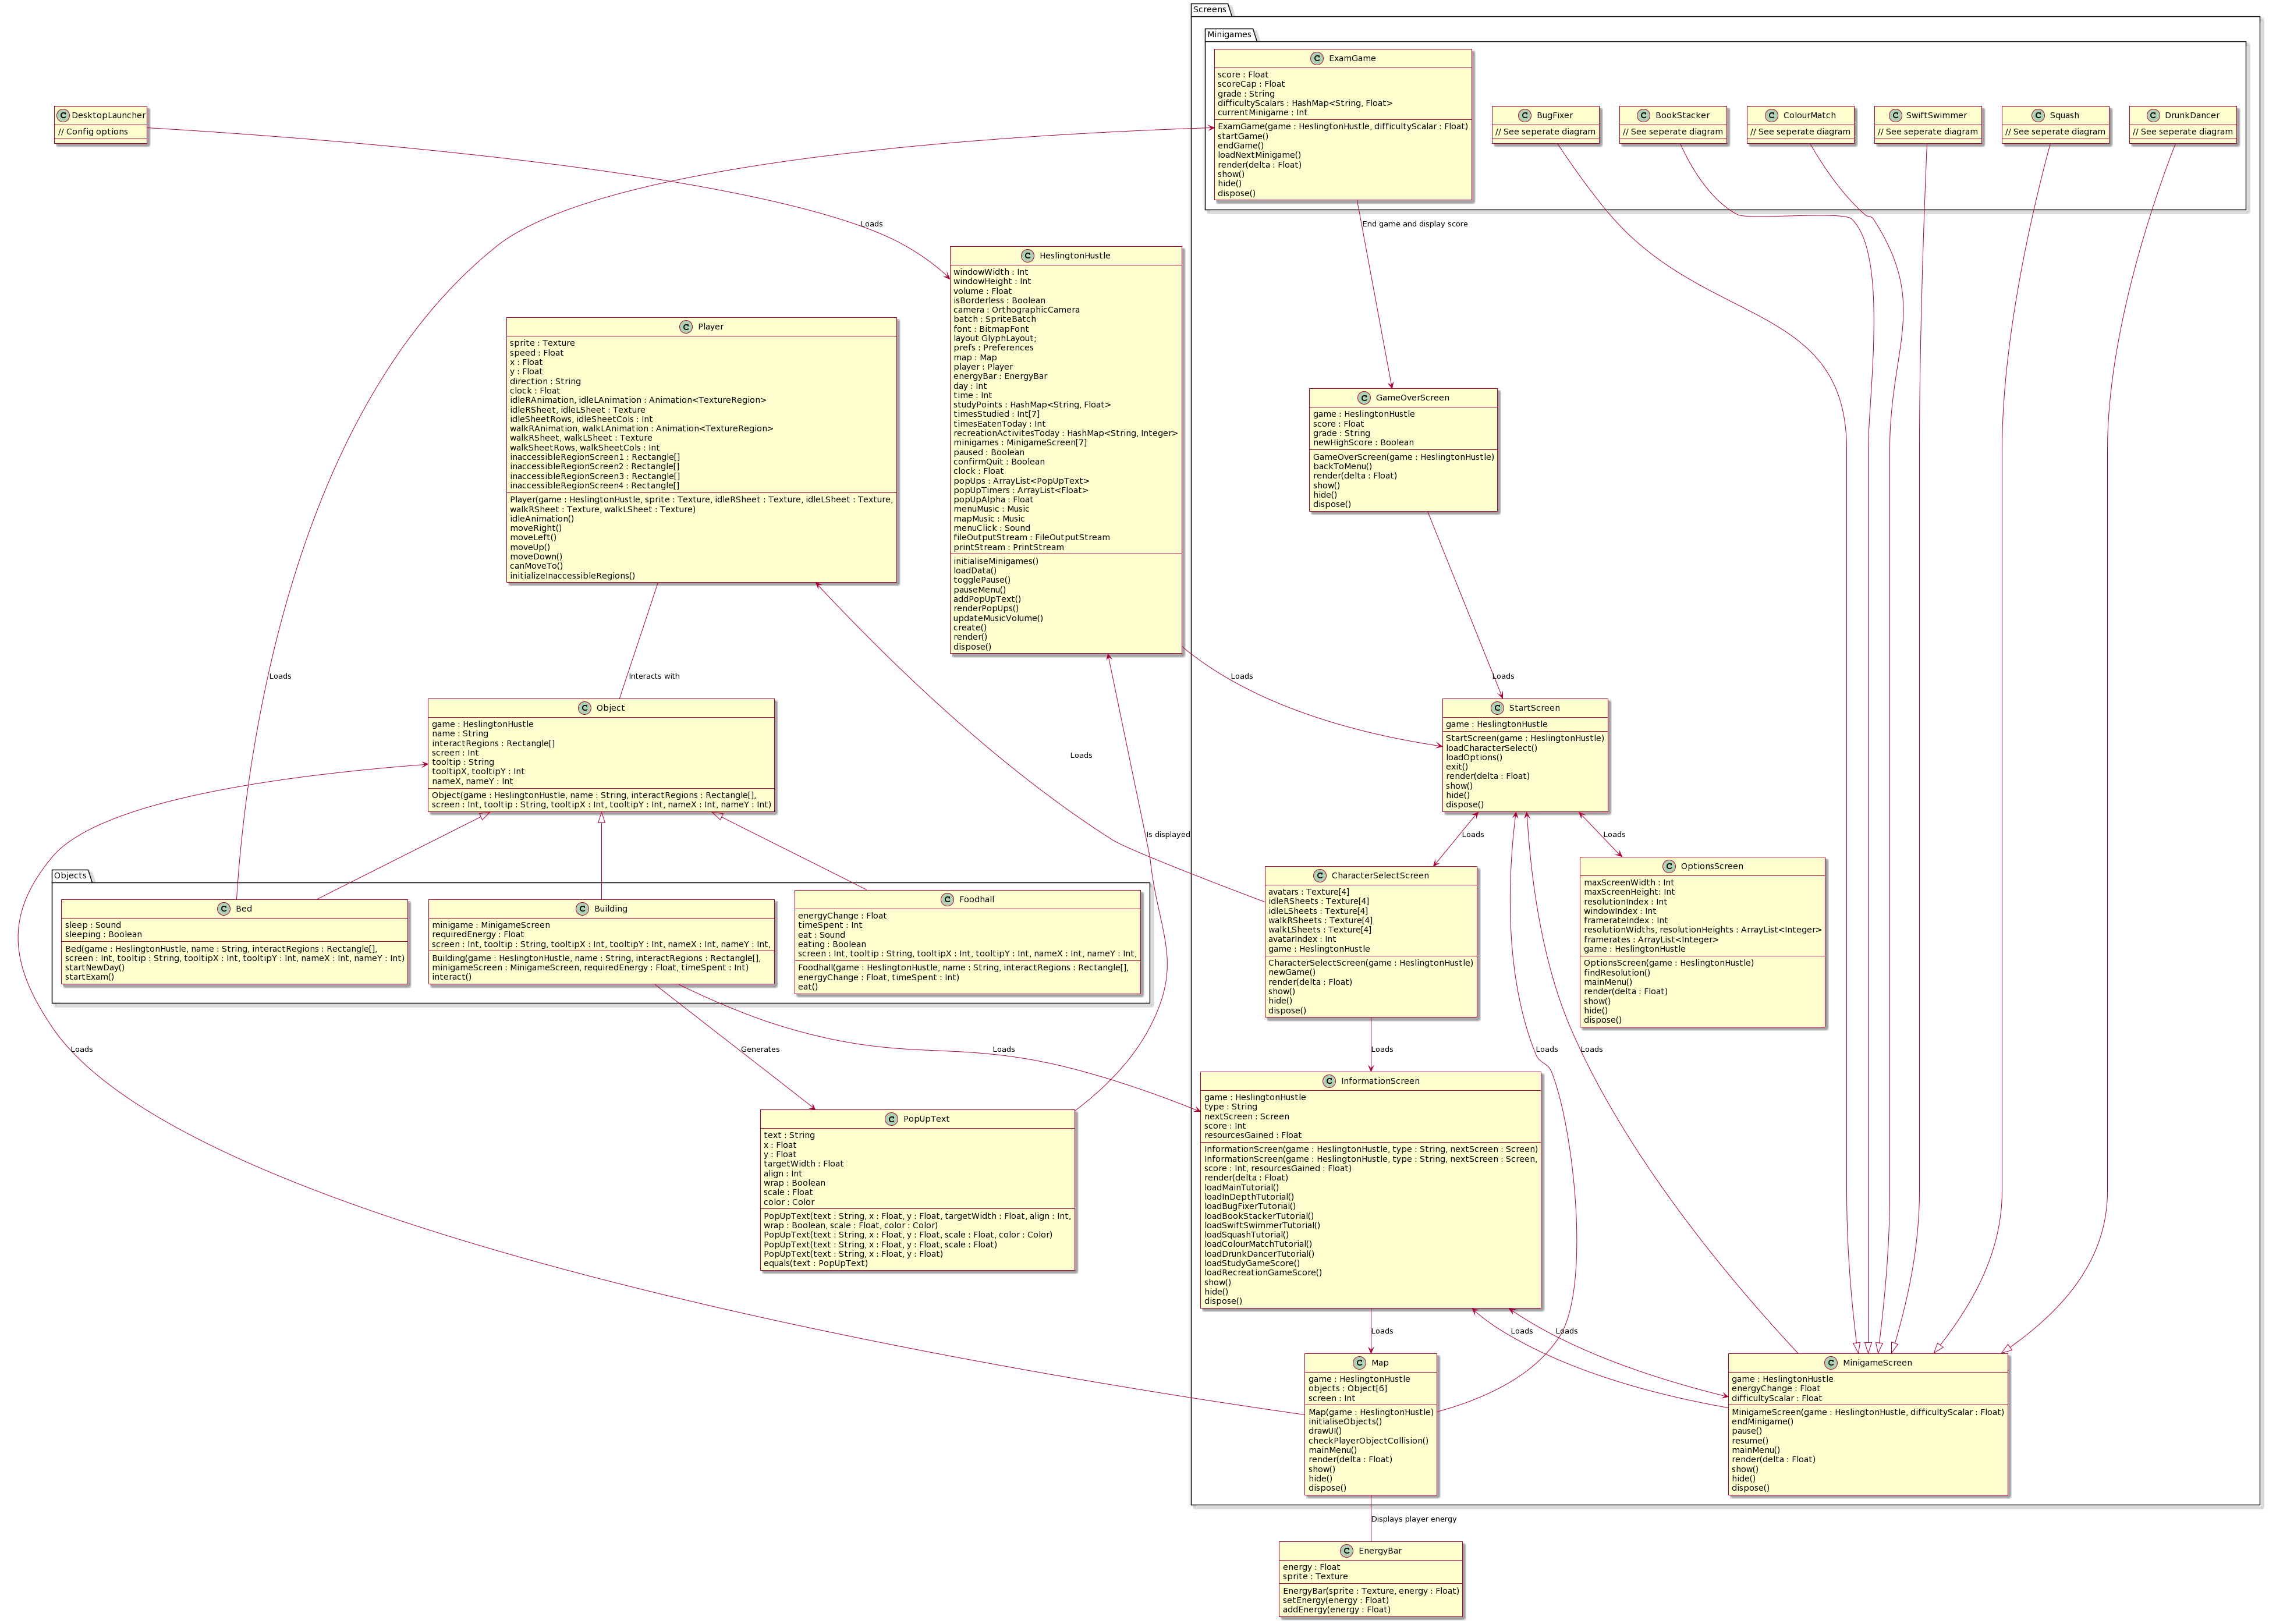 Screens
Minigames
C ExamGame
score : Float
scoreCap : Float
grade : String
difficultyScalars : HashMap<String, Float>
currentMinigame : Int
ExamGame(game : HeslingtonHustle, difficultyScalar : Float)
startGame()
endGame()
loadNextMinigame()
render(delta : Float)
show()
hide()
dispose()
C BugFixer
// See seperate diagram
C BookStacker
// See seperate diagram
C ColourMatch
// See seperate diagram
C SwiftSwimmer
// See seperate diagram
C Squash
// See seperate diagram
C DrunkDancer
// See seperate diagram
C DesktopLauncher
// Config options
Loads
End game and display score
C HeslingtonHustle
windowWidth : Int
windowHeight : Int
volume : Float
isBorderless : Boolean
camera : OrthographicCamera
batch : SpriteBatch
font : BitmapFont
layout GlyphLayout;
prefs : Preferences
map : Map
player : Player
energyBar : EnergyBar
day : Int
time : Int
studyPoints : HashMap<String, Float>
timesStudied : Int[7]
timesEatenToday : Int
recreationActivitesToday : HashMap<String, Integer>
minigames : MinigameScreen[7]
paused : Boolean
confirmQuit : Boolean
clock : Float
popUps : ArrayList<PopUpText>
popUpTimers : ArrayList<Float>
popUpAlpha : Float
menuMusic : Music
mapMusic : Music
menuClick : Sound
fileOutputStream : FileOutputStream
printStream : PrintStream
initialiseMinigames()
loadData()
togglePause()
pauseMenu()
addPopUpText()
renderPopUps()
updateMusicVolume()
create()
render()
dispose()
C Player
sprite : Texture
speed : Float
x : Float
y : Float
direction : String
clock : Float
idleRAnimation, idleLAnimation : Animation<TextureRegion>
idleRSheet, idleLSheet : Texture
idleSheetRows, idleSheetCols : Int
walkRAnimation, walkLAnimation : Animation<TextureRegion>
walkRSheet, walkLSheet : Texture
walkSheetRows, walkSheetCols : Int
inaccessibleRegionScreen1 : Rectangle[]
inaccessibleRegionScreen2 : Rectangle[]
inaccessibleRegionScreen3 : Rectangle[]
inaccessibleRegionScreen4 : Rectangle[]
Player(game : HeslingtonHustle, sprite : Texture, idleRSheet : Texture, idleLSheet : Texture,
walkRSheet : Texture, walkLSheet : Texture)
idleAnimation()
moveRight()
moveLeft()
moveUp()
moveDown()
canMoveTo()
initializeInaccessibleRegions()
C GameOverScreen
game : HeslingtonHustle
score : Float
grade : String
newHighScore : Boolean
GameOverScreen(game : HeslingtonHustle)
backToMenu()
render(delta : Float)
show()
hide()
dispose()
Loads
Interacts with
Loads
Loads
C Object
game : HeslingtonHustle
name : String
interactRegions : Rectangle[]
screen : Int
tooltip : String
tooltipX, tooltipY : Int
nameX, nameY : Int
Object(game : HeslingtonHustle, name : String, interactRegions : Rectangle[],
screen : Int, tooltip : String, tooltipX : Int, tooltipY : Int, nameX : Int, nameY : Int)
Loads
C StartScreen
game : HeslingtonHustle
StartScreen(game : HeslingtonHustle)
loadCharacterSelect()
loadOptions()
exit()
render(delta : Float)
show()
hide()
dispose()
Is displayed
Loads
Loads
Objects
C Bed
sleep : Sound
sleeping : Boolean
Bed(game : HeslingtonHustle, name : String, interactRegions : Rectangle[],
screen : Int, tooltip : String, tooltipX : Int, tooltipY : Int, nameX : Int, nameY : Int)
startNewDay()
startExam()
C Building
minigame : MinigameScreen
requiredEnergy : Float
screen : Int, tooltip : String, tooltipX : Int, tooltipY : Int, nameX : Int, nameY : Int,
Building(game : HeslingtonHustle, name : String, interactRegions : Rectangle[],
minigameScreen : MinigameScreen, requiredEnergy : Float, timeSpent : Int)
interact()
C Foodhall
energyChange : Float
timeSpent : Int
eat : Sound
eating : Boolean
screen : Int, tooltip : String, tooltipX : Int, tooltipY : Int, nameX : Int, nameY : Int,
Foodhall(game : HeslingtonHustle, name : String, interactRegions : Rectangle[],
energyChange : Float, timeSpent : Int)
eat()
C CharacterSelectScreen
avatars : Texture[4]
idleRSheets : Texture[4]
idleLSheets : Texture[4]
walkRSheets : Texture[4]
walkLSheets : Texture[4]
avatarIndex : Int
game : HeslingtonHustle
CharacterSelectScreen(game : HeslingtonHustle)
newGame()
render(delta : Float)
show()
hide()
dispose()
C OptionsScreen
maxScreenWidth : Int
maxScreenHeight: Int
resolutionIndex : Int
windowIndex : Int
framerateIndex : Int
resolutionWidths, resolutionHeights : ArrayList<Integer>
framerates : ArrayList<Integer>
game : HeslingtonHustle
OptionsScreen(game : HeslingtonHustle)
findResolution()
mainMenu()
render(delta : Float)
show()
hide()
dispose()
Loads
Generates
Loads
Loads
Loads
Loads
C PopUpText
text : String
x : Float
y : Float
targetWidth : Float
align : Int
wrap : Boolean
scale : Float
color : Color
PopUpText(text : String, x : Float, y : Float, targetWidth : Float, align : Int,
wrap : Boolean, scale : Float, color : Color)
PopUpText(text : String, x : Float, y : Float, scale : Float, color : Color)
PopUpText(text : String, x : Float, y : Float, scale : Float)
PopUpText(text : String, x : Float, y : Float)
equals(text : PopUpText)
C InformationScreen
game : HeslingtonHustle
type : String
nextScreen : Screen
score : Int
resourcesGained : Float
InformationScreen(game : HeslingtonHustle, type : String, nextScreen : Screen)
InformationScreen(game : HeslingtonHustle, type : String, nextScreen : Screen,
score : Int, resourcesGained : Float)
render(delta : Float)
loadMainTutorial()
loadInDepthTutorial()
loadBugFixerTutorial()
loadBookStackerTutorial()
loadSwiftSwimmerTutorial()
loadSquashTutorial()
loadColourMatchTutorial()
loadDrunkDancerTutorial()
loadStudyGameScore()
loadRecreationGameScore()
show()
hide()
dispose()
Loads
Loads
Loads
C Map
game : HeslingtonHustle
objects : Object[6]
screen : Int
Map(game : HeslingtonHustle)
initialiseObjects()
drawUI()
checkPlayerObjectCollision()
mainMenu()
render(delta : Float)
show()
hide()
dispose()
C MinigameScreen
game : HeslingtonHustle
energyChange : Float
difficultyScalar : Float
MinigameScreen(game : HeslingtonHustle, difficultyScalar : Float)
endMinigame()
pause()
resume()
mainMenu()
render(delta : Float)
show()
hide()
dispose()
Displays player energy
C EnergyBar
energy : Float
sprite : Texture
EnergyBar(sprite : Texture, energy : Float)
setEnergy(energy : Float)
addEnergy(energy : Float)